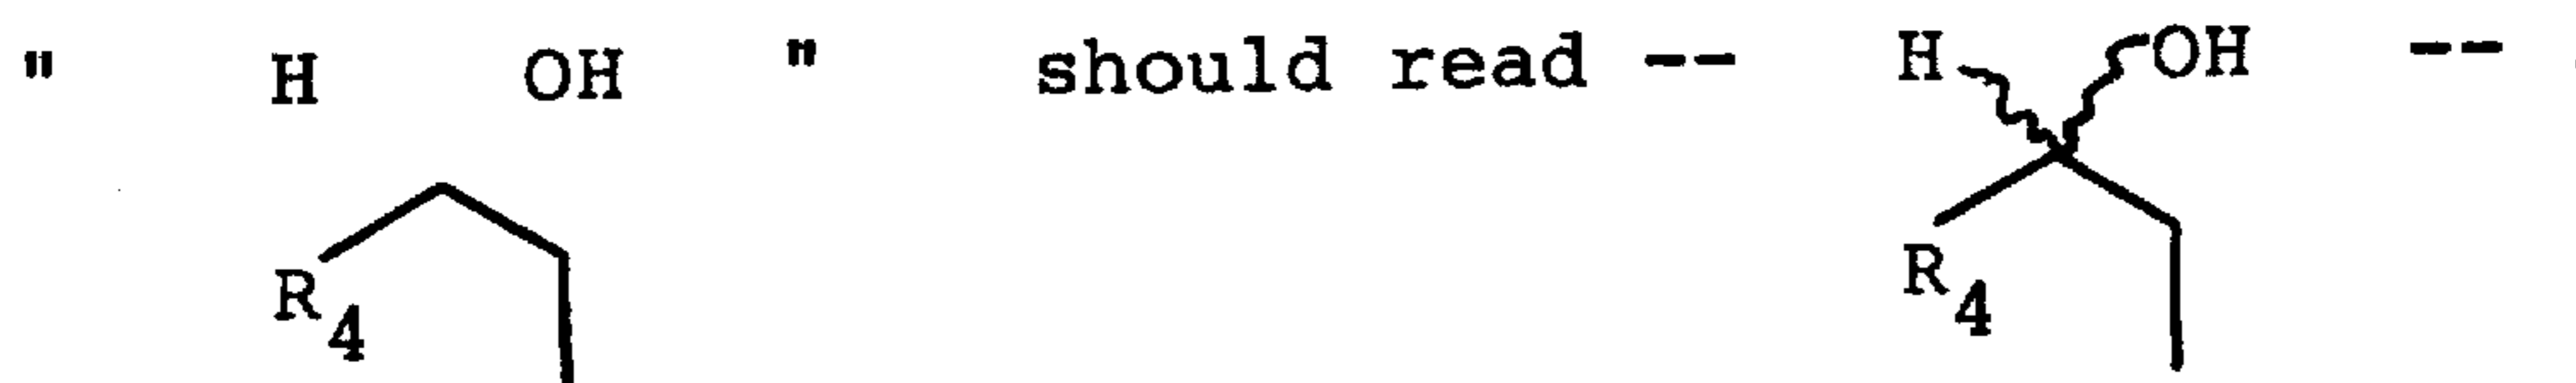 " H OH " should read -- H OH --
R4 R4